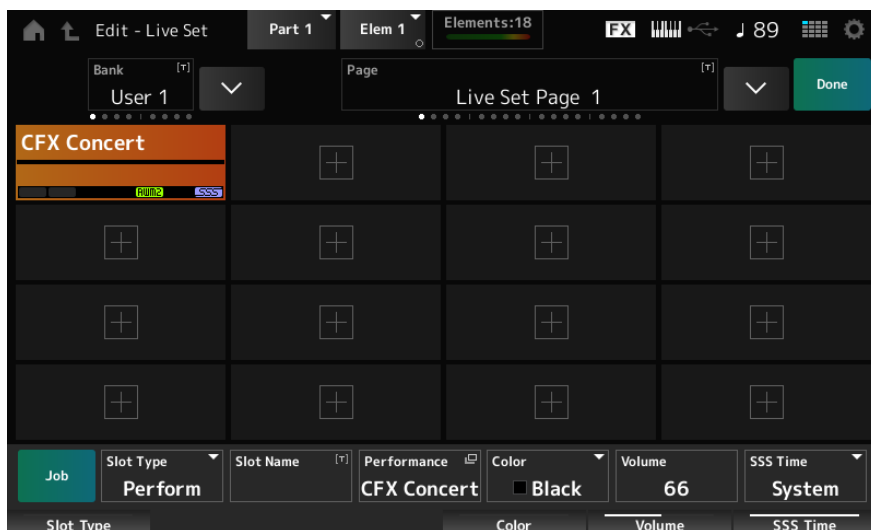 Edit - Live Set
Part 1
Elem 1
Elements:18
FX
♩ 89
Bank [T]
User 1
Page [T]
Live Set Page 1
Done
CFX Concert
AWM2
SSS
Job
Slot Type
Perform
Slot Name [T]
Performance
CFX Concert
Color
Black
Volume
66
SSS Time
System
Slot Type
Color
Volume
SSS Time